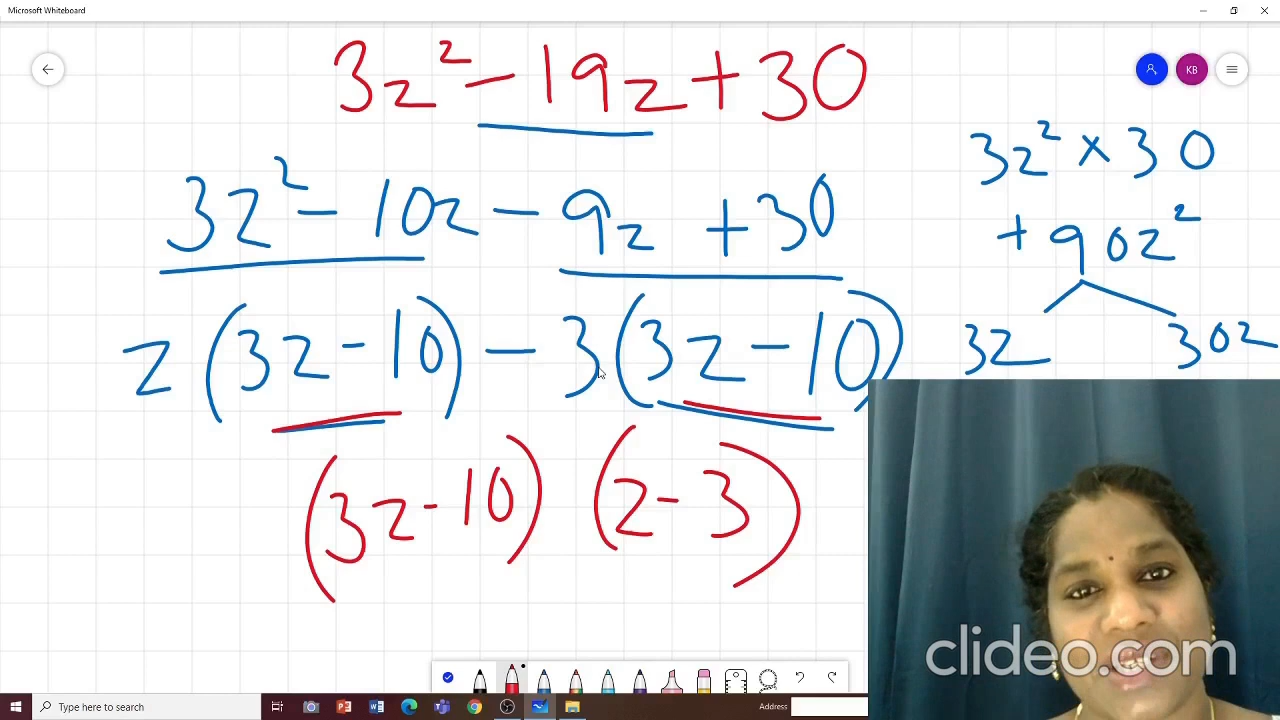 Microsoft Whiteboard
3z² - 19z + 30
KB
3z² - 10z - 9z + 30
3z² × 30
+ 90z²
z (3z - 10) - 3 (3z - 10)
3z 30z
(3z - 10) (z - 3)
clideo.com
Type here to search
Address